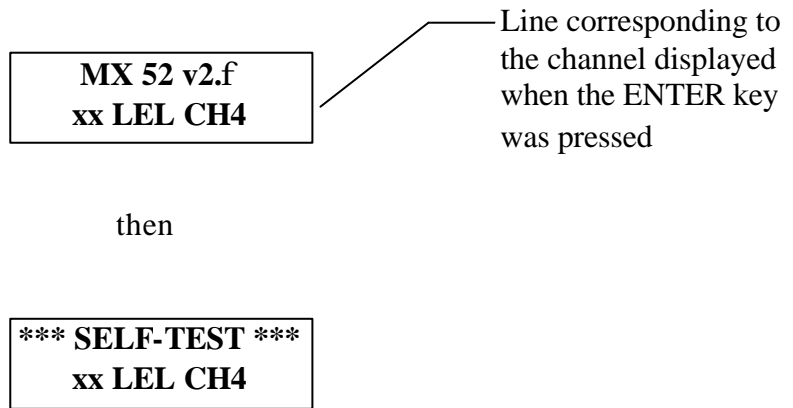 MX 52 v2.f
xx LEL CH4
Line corresponding to
the channel displayed
when the ENTER key
was pressed
then
*** SELF-TEST ***
xx LEL CH4